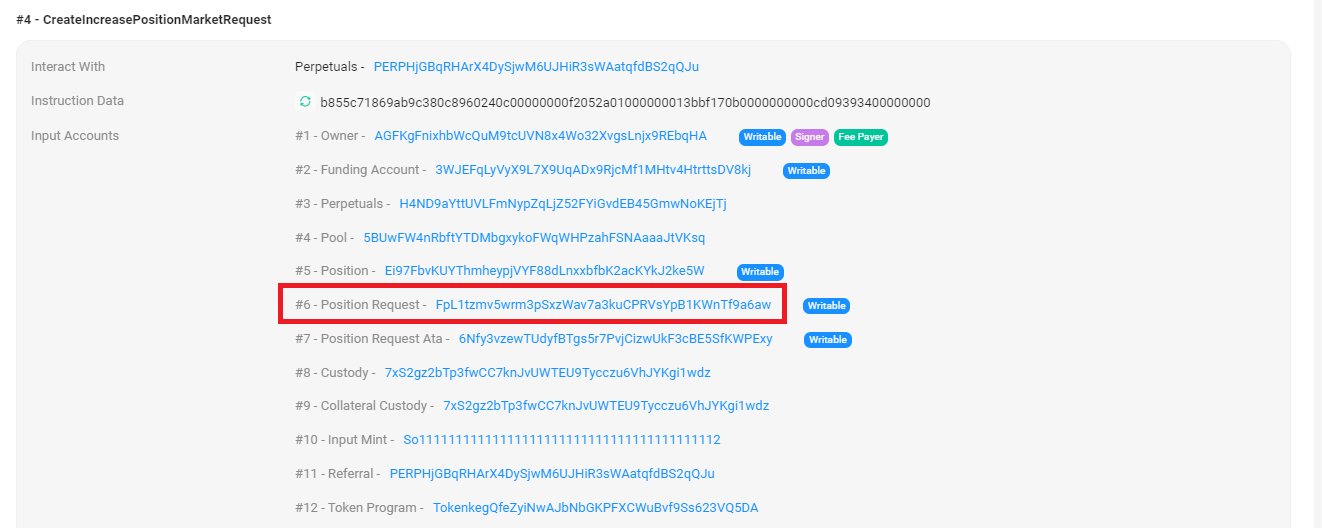 #4 - CreateIncreasePositionMarketRequest
Interact With Perpetuals - PERPHjGBqRHArX4DySjwM6UJHiR3sWAatqfdBS2qQJu
Instruction Data b855c71869ab9c380c8960240c00000000f2052a01000000013bbf170b0000000000cd09393400000000
Input Accounts #1 - Owner - AGFKgFnixhbWcQuM9tcUVN8x4Wo32XvgsLnjx9REbqHA Writable Signer Fee Payer
#2 - Funding Account - 3WJEFqLyVyX9L7X9UqADx9RjcMf1MHtv4HtrttsDV8kj Writable
#3 - Perpetuals - H4ND9aYttUVLFmNypZqLjZ52FYiGvdEB45GmwNoKEjTj
#4 - Pool - 5BUwFW4nRbftYTDMbgxykoFWqWHPzahFSNAaaaJtVKsq
#5 - Position - Ei97FbvKUYThmheypjVYF88dLnxxbfbK2acKYkJ2ke5W Writable
#6 - Position Request - FpL1tzmv5wrm3pSxzWav7a3kuCPRVsYpB1KWnTf9a6aw Writable
#7 - Position Request Ata - 6Nfy3vzewTUdyfBTgs5r7PvjCizwUkF3cBE5SfKWPExy Writable
#8 - Custody - 7xS2gz2bTp3fwCC7knJvUWTEU9Tycczu6VhJYKgi1wdz
#9 - Collateral Custody - 7xS2gz2bTp3fwCC7knJvUWTEU9Tycczu6VhJYKgi1wdz
#10 - Input Mint - So11111111111111111111111111111111111111112
#11 - Referral - PERPHjGBqRHArX4DySjwM6UJHiR3sWAatqfdBS2qQJu
#12 - Token Program - TokenkegQfeZyiNwAJbNbGKPFXCWuBvf9Ss623VQ5DA